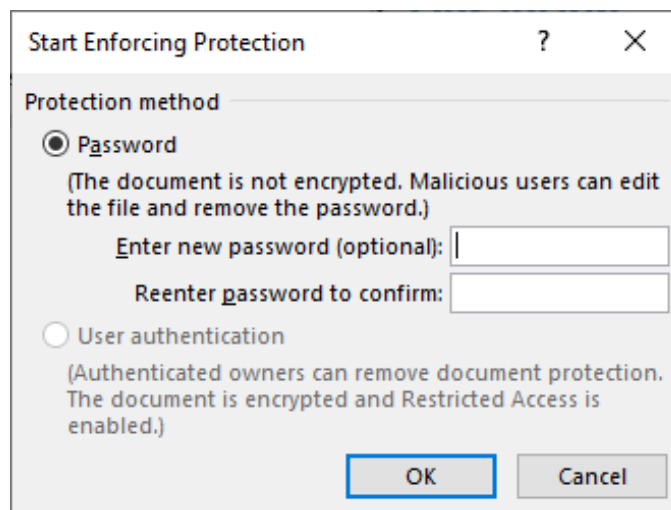 Start Enforcing Protection ? ×
Protection method
Password
(The document is not encrypted. Malicious users can edit
the file and remove the password.)
Enter new password (optional):
Reenter password to confirm:
User authentication
(Authenticated owners can remove document protection.
The document is encrypted and Restricted Access is
enabled.)
OK Cancel